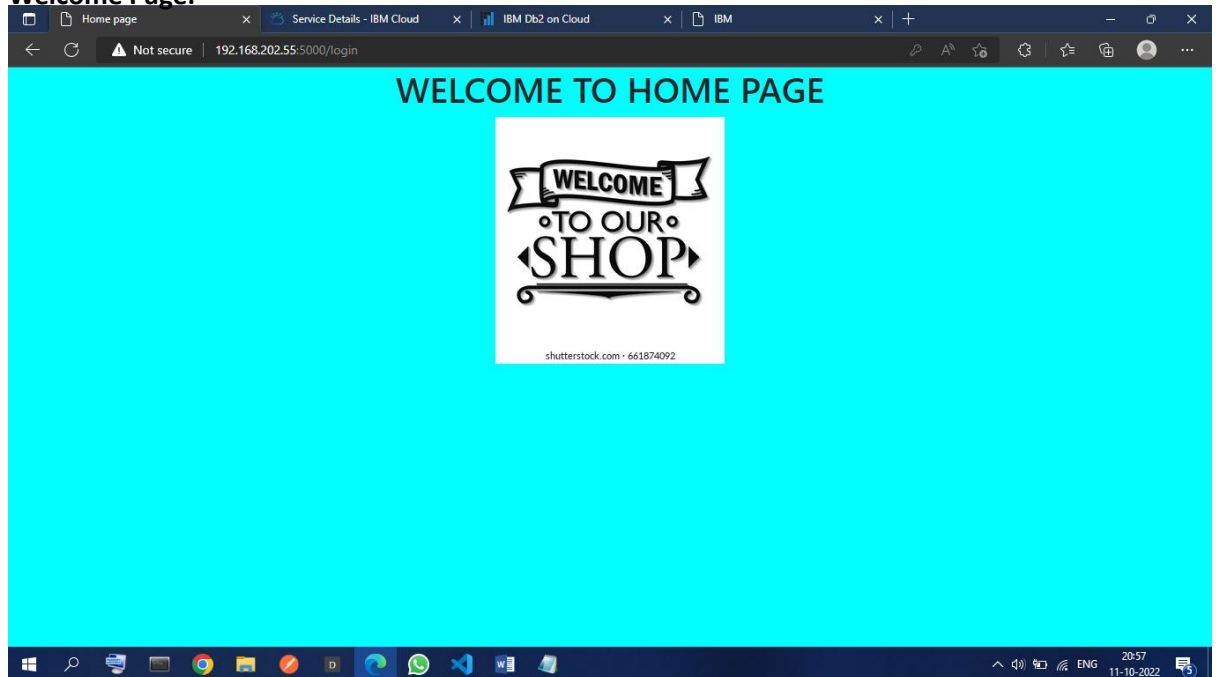 Welcome Page:
Home page
Service Details - IBM Cloud
IBM Db2 on Cloud
IBM
Not secure
192.168.202.55:5000/login
WELCOME TO HOME PAGE
WELCOME
TO OUR
SHOP
shutterstock.com · 661874092
ENG
20:57
11-10-2022